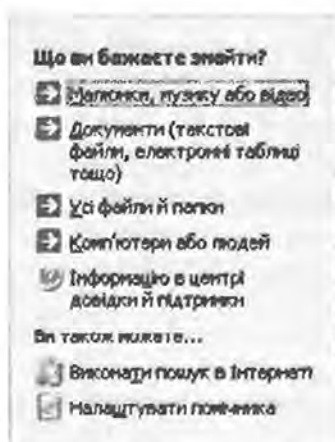 Що ви бажаєте знайти?
Малюнки, музику або відео
Документи (текстові
файли, електронні таблиці
тощо)
Усі файли й папки
Комп'ютери або людей
Інформацію в центрі
довідки й підтримки
Ви також можете...
Виконати пошук в Інтернеті
Налаштувати помічника